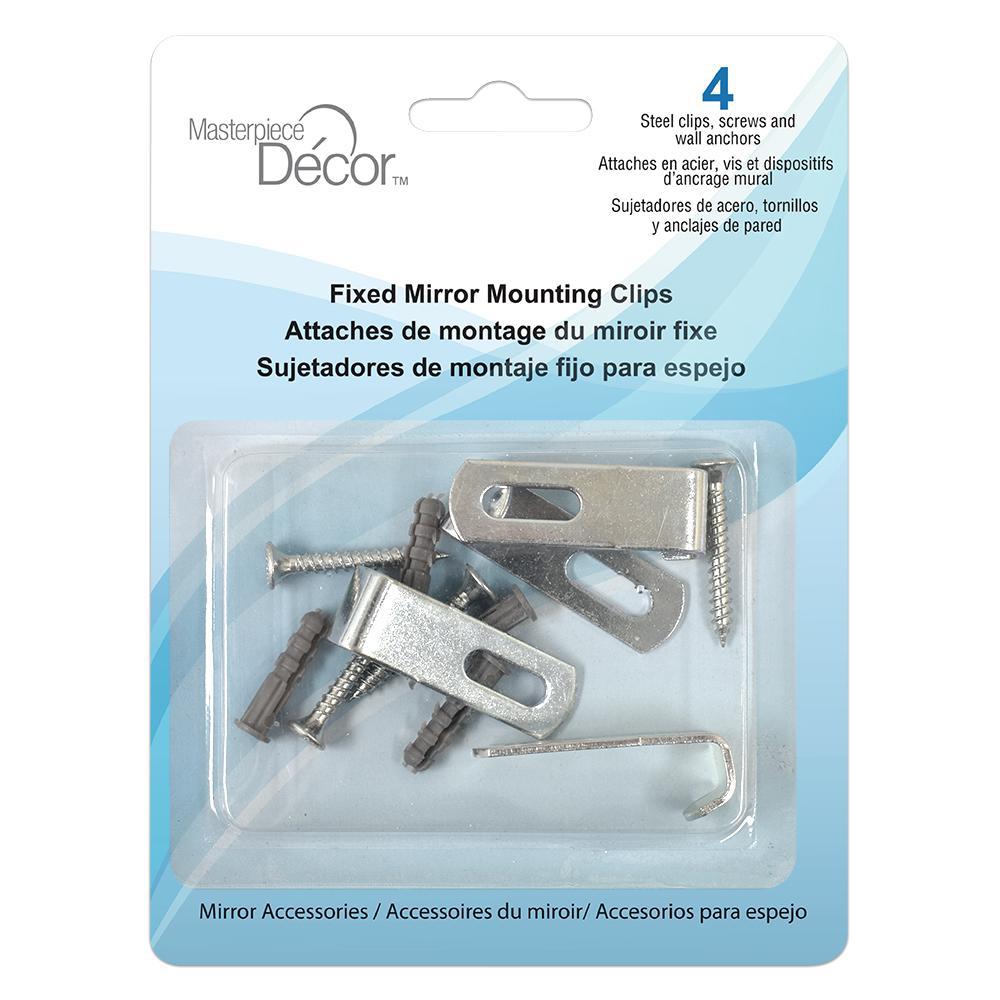 Masterpiece
Décor™
4
Steel clips, screws and
wall anchors
Attaches en acier, vis et dispositifs
d'ancrage mural
Sujetadores de acero, tornillos
y anclajes de pared
Fixed Mirror Mounting Clips
Attaches de montage du miroir fixe
Sujetadores de montaje fijo para espejo
Mirror Accessories / Accessoires du miroir/ Accesorios para espejo